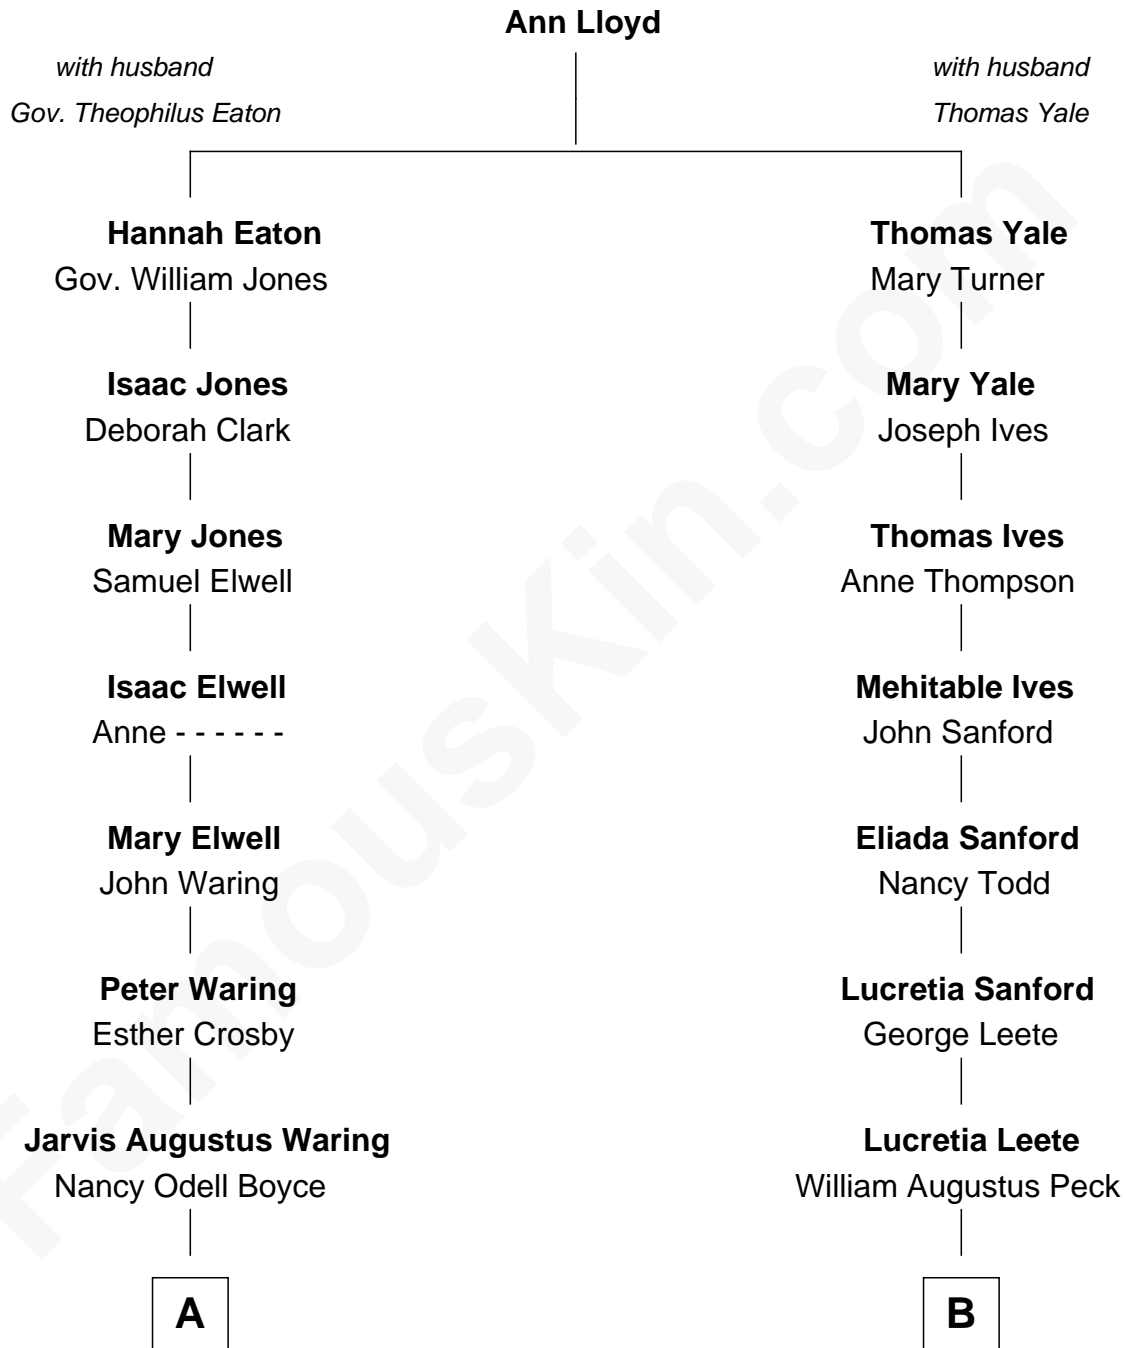 Ann Lloyd
with husband
Gov. Theophilus Eaton
with husband
Thomas Yale
Hannah Eaton
Gov. William Jones
Thomas Yale
Mary Turner
Isaac Jones
Deborah Clark
Mary Yale
Joseph Ives
Mary Jones
Samuel Elwell
Thomas Ives
Anne Thompson
Isaac Elwell
Anne - - - - - -
Mehitable Ives
John Sanford
Mary Elwell
John Waring
Eliada Sanford
Nancy Todd
Peter Waring
Esther Crosby
Lucretia Sanford
George Leete
Jarvis Augustus Waring
Nancy Odell Boyce
Lucretia Leete
William Augustus Peck
A
B
FamousKin.com